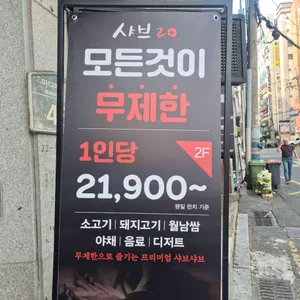 샤브20
모든것이
무제한
1인당
2F
21,900~
평일 런치 기준
소고기 | 돼지고기 | 월남쌈
야채 | 음료 | 디저트
무제한으로 즐기는 프리미엄 샤브샤브